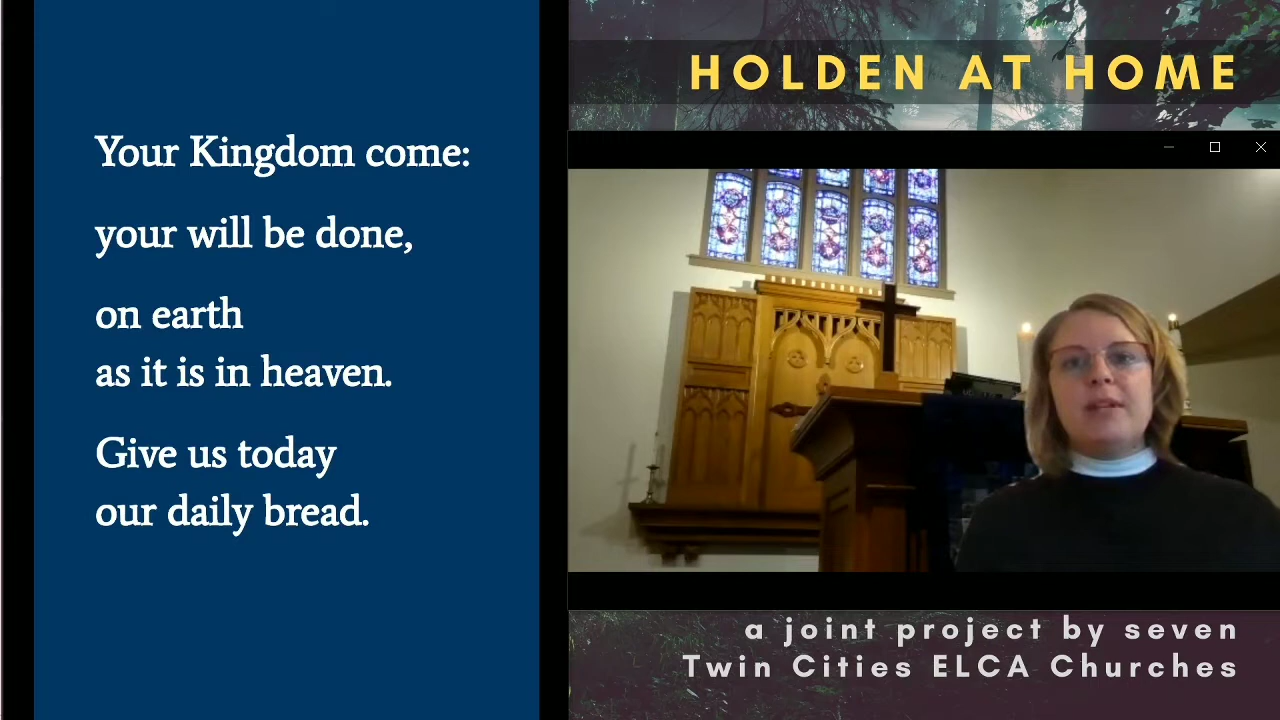 Your Kingdom come:
your will be done,
on earth
as it is in heaven.
Give us today
our daily bread.
HOLDEN AT HOME
a joint project by seven
Twin Cities ELCA Churches